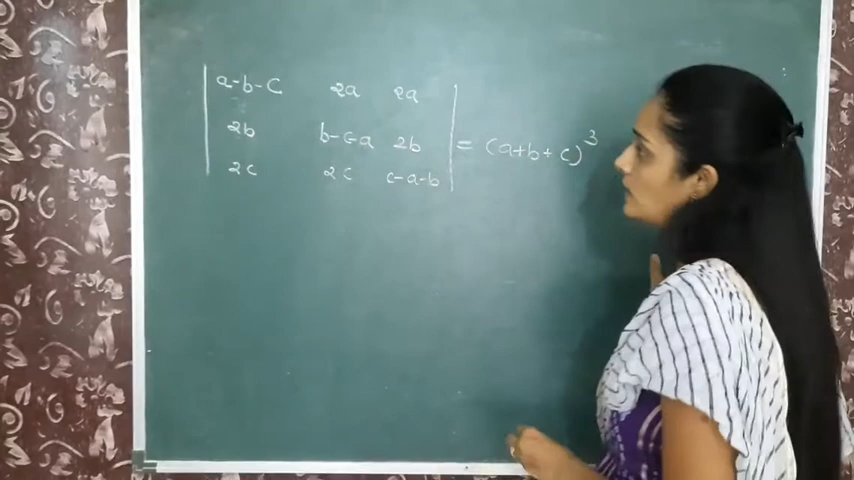 a-b-c 2a 2a
2b b-c-a 2b = (a+b+c)³
2c 2c c-a-b